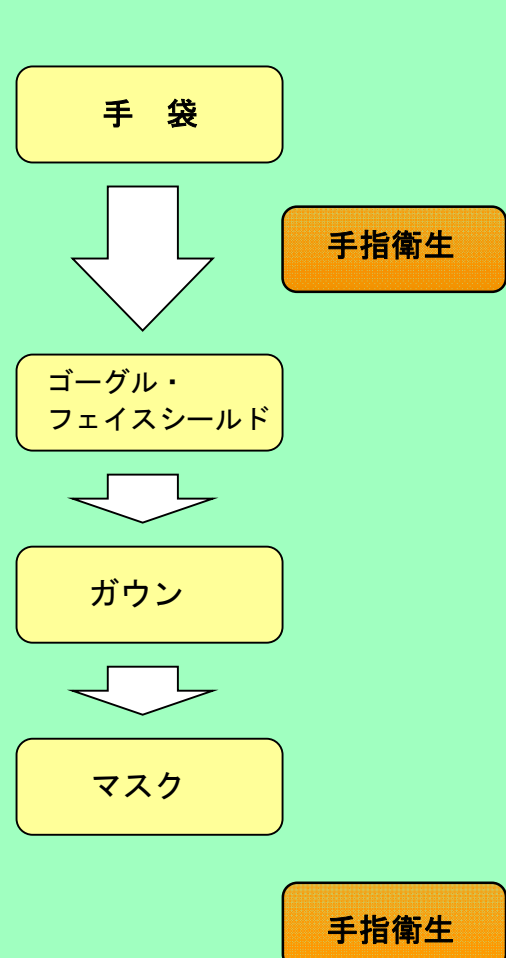 手　袋
手指衛生
ゴーグル・
フェイスシールド
ガウン
マスク
手指衛生